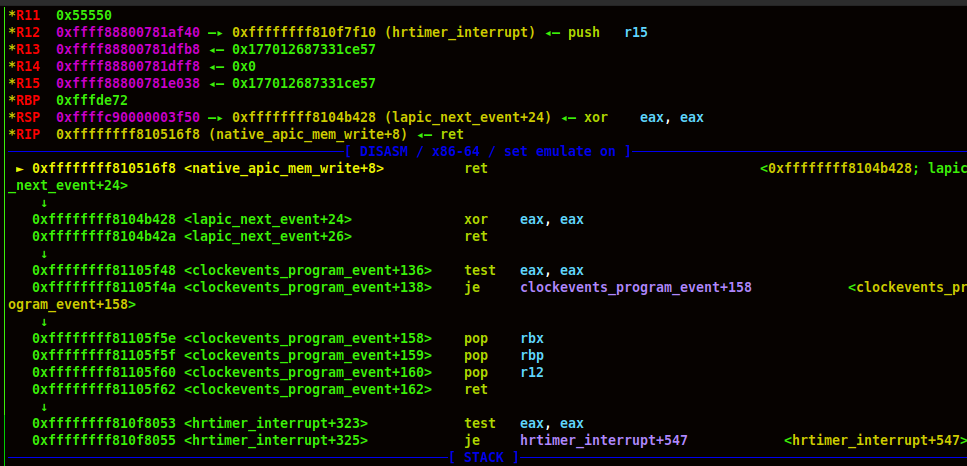 *R11  0x55550
*R12  0xffff88800781af40 —▸ 0xffffffff810f7f10 (hrtimer_interrupt) ◂— push   r15
*R13  0xffff88800781dfb8 ◂— 0x177012687331ce57
*R14  0xffff88800781dff8 ◂— 0x0
*R15  0xffff88800781e038 ◂— 0x177012687331ce57
*RBP  0xfffde72
*RSP  0xffffc90000003f50 —▸ 0xffffffff8104b428 (lapic_next_event+24) ◂— xor    eax, eax
*RIP  0xffffffff810516f8 (native_apic_mem_write+8) ◂— ret
[ DISASM / x86-64 / set emulate on ]
► 0xffffffff810516f8 <native_apic_mem_write+8>          ret                                  <0xffffffff8104b428; lapic
_next_event+24>
↓
0xffffffff8104b428 <lapic_next_event+24>              xor    eax, eax
0xffffffff8104b42a <lapic_next_event+26>              ret
↓
0xffffffff81105f48 <clockevents_program_event+136>    test   eax, eax
0xffffffff81105f4a <clockevents_program_event+138>    je     clockevents_program_event+158            <clockevents_pr
ogram_event+158>
↓
0xffffffff81105f5e <clockevents_program_event+158>    pop    rbx
0xffffffff81105f5f <clockevents_program_event+159>    pop    rbp
0xffffffff81105f60 <clockevents_program_event+160>    pop    r12
0xffffffff81105f62 <clockevents_program_event+162>    ret
↓
0xffffffff810f8053 <hrtimer_interrupt+323>            test   eax, eax
0xffffffff810f8055 <hrtimer_interrupt+325>            je     hrtimer_interrupt+547            <hrtimer_interrupt+547>
[ STACK ]